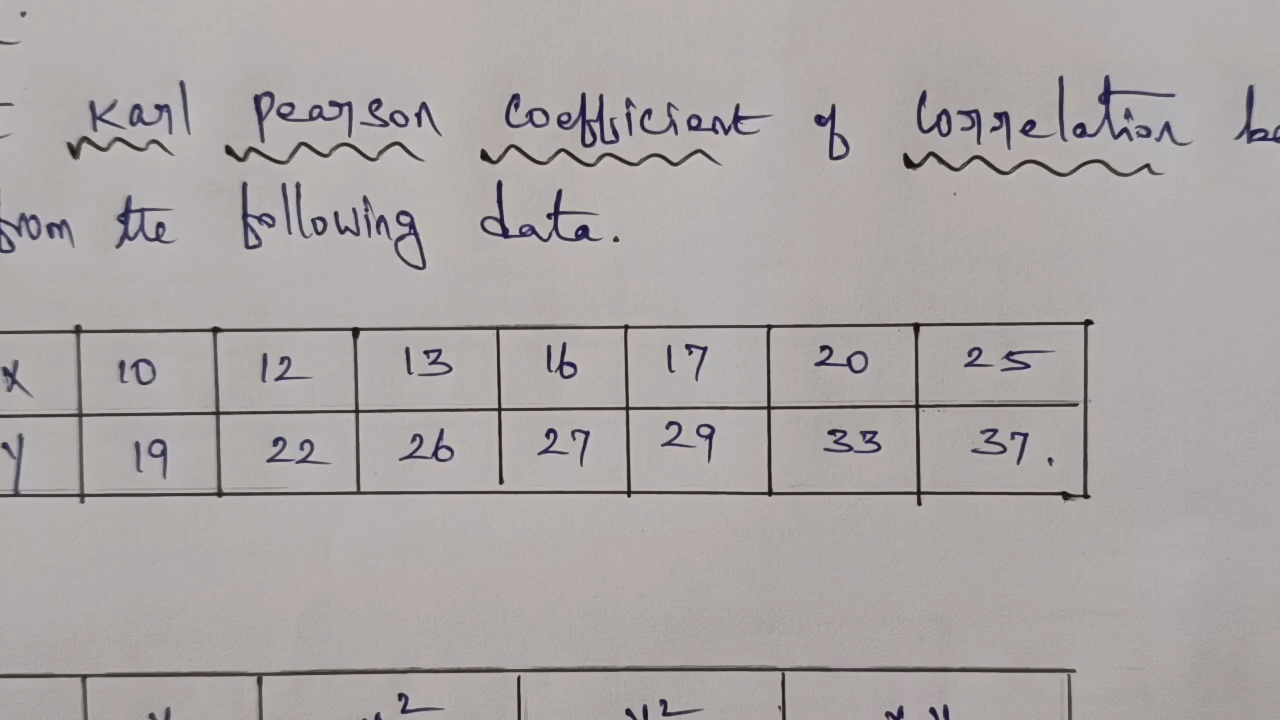 Karl Pearson Coefficient of Correlation
from the following data.
X 10 12 13 16 17 20 25
Y 19 22 26 27 29 33 37.